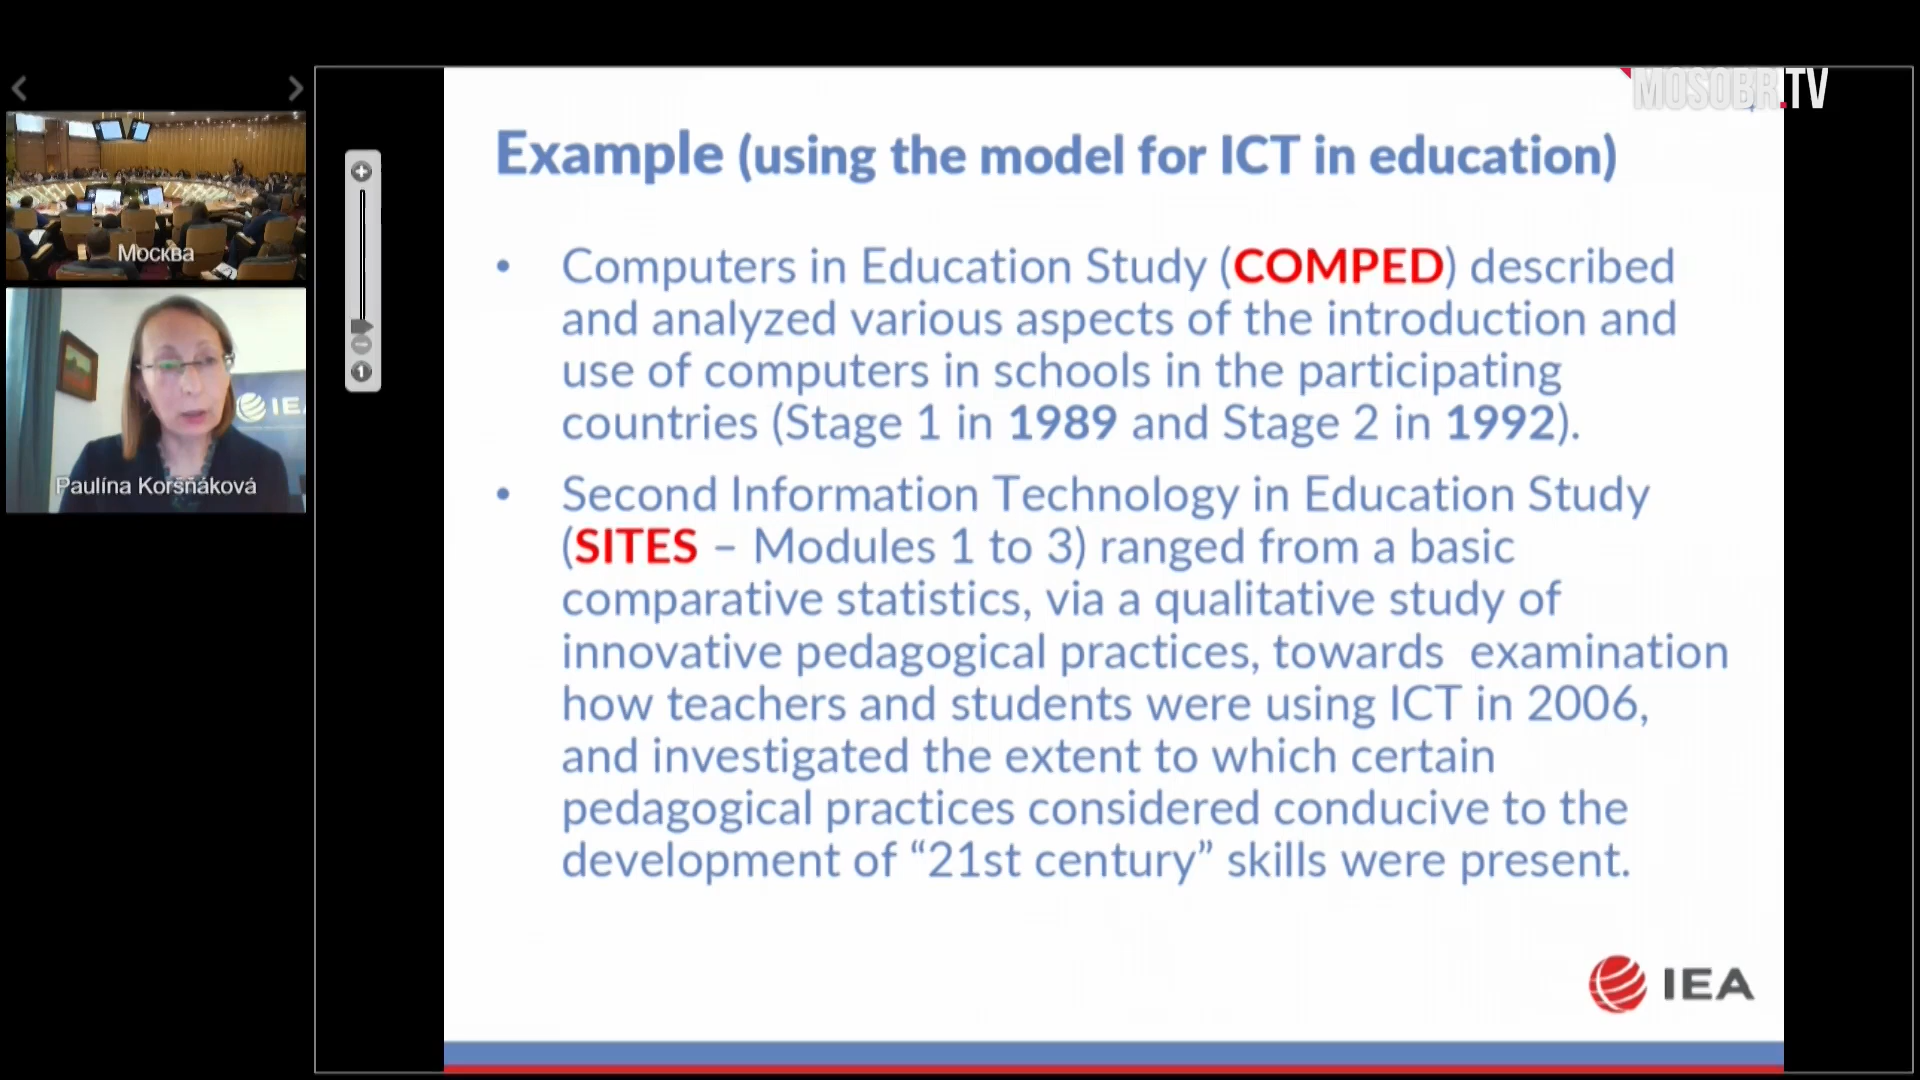 MOSOBR.TV
Москва
IEA
Paulína Koršňáková
1
Example (using the model for ICT in education)
• Computers in Education Study (COMPED) described
and analyzed various aspects of the introduction and
use of computers in schools in the participating
countries (Stage 1 in 1989 and Stage 2 in 1992).
• Second Information Technology in Education Study
(SITES – Modules 1 to 3) ranged from a basic
comparative statistics, via a qualitative study of
innovative pedagogical practices, towards examination
how teachers and students were using ICT in 2006,
and investigated the extent to which certain
pedagogical practices considered conducive to the
development of “21st century” skills were present.
IEA